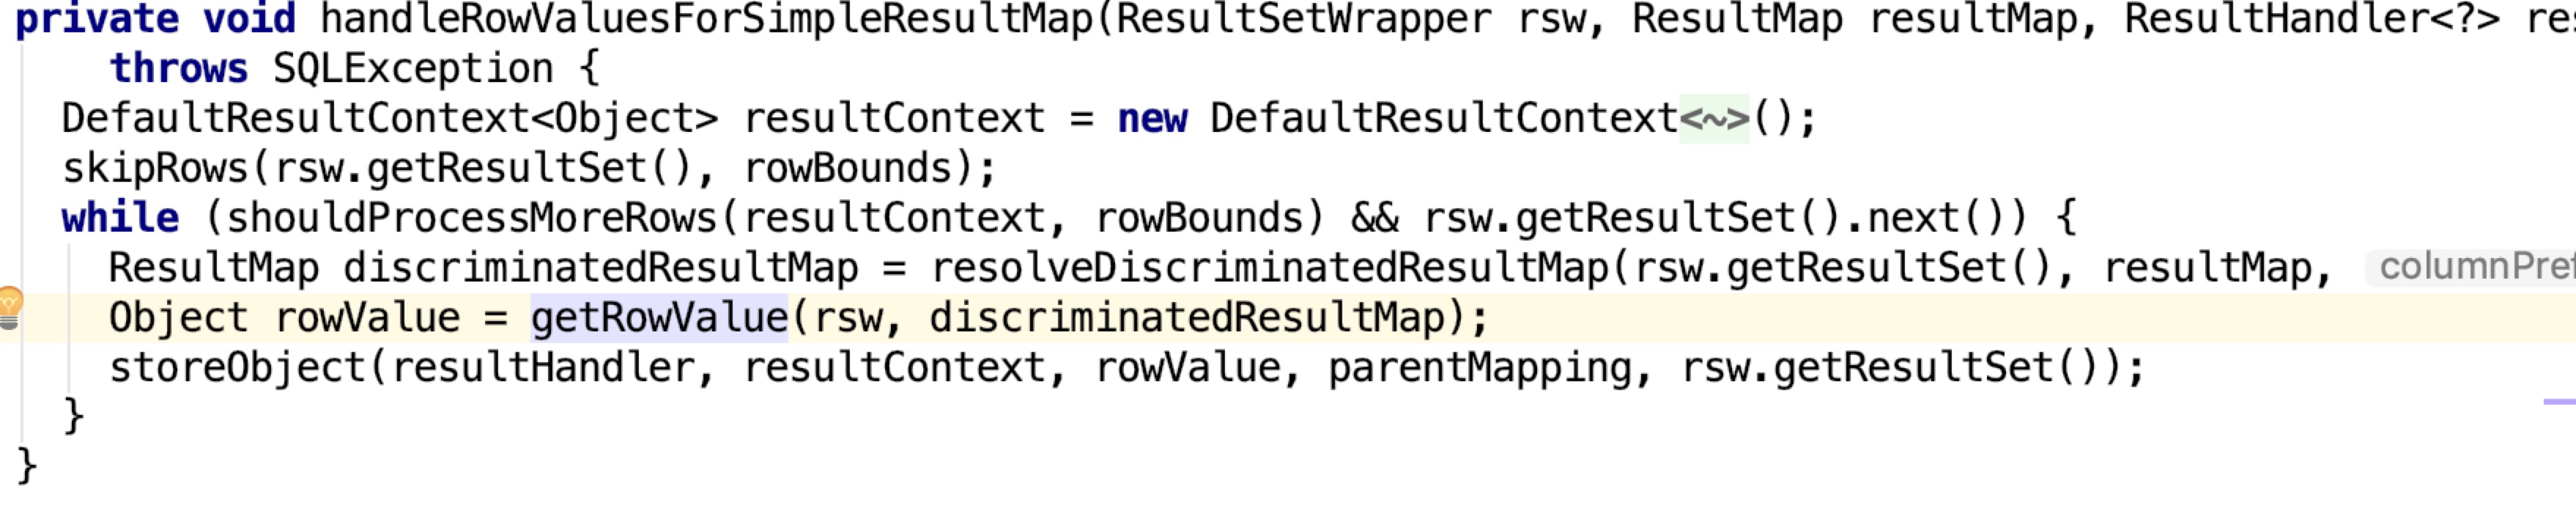 private void handleRowValuesForSimpleResultMap(ResultSetWrapper rsw, ResultMap resultMap, ResultHandler<?> res
throws SQLException {
DefaultResultContext<Object> resultContext = new DefaultResultContext<~>();
skipRows(rsw.getResultSet(), rowBounds);
while (shouldProcessMoreRows(resultContext, rowBounds) && rsw.getResultSet().next()) {
ResultMap discriminatedResultMap = resolveDiscriminatedResultMap(rsw.getResultSet(), resultMap, columnPref
Object rowValue = getRowValue(rsw, discriminatedResultMap);
storeObject(resultHandler, resultContext, rowValue, parentMapping, rsw.getResultSet());
}
}